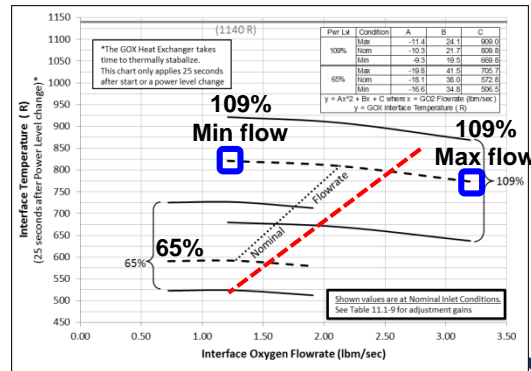 1150
1100
1050
1000
950
900
850
800
750
700
650
600
550
500
450
(1140 R)
*The GOX Heat Exchanger takes
time to thermally stabalize.
This chart only applies 25 seconds
after start or a power level change
Pwr Lvl Condition A B C
109% Max -11.4 24.1 909.0
Nom -10.3 21.7 809.8
Min -9.3 19.5 669.8
65% Max -19.8 41.5 705.7
Nom -18.1 38.0 572.8
Min -16.6 34.8 506.5
y = Ax^2 + Bx + C where x = GO2 Flowrate (lbm/sec)
y = GOX Interface Temperature (R)
109%
Min flow
109%
Max flow
109%
65%
65%
Nominal Flowrate
Shown values are at Nominal Inlet Conditions.
See Table 11.1-9 for adjustment gains
Interface Temperature (R)
(25 seconds after Power Level change)*
0.00 0.50 1.00 1.50 2.00 2.50 3.00 3.50
Interface Oxygen Flowrate (lbm/sec)